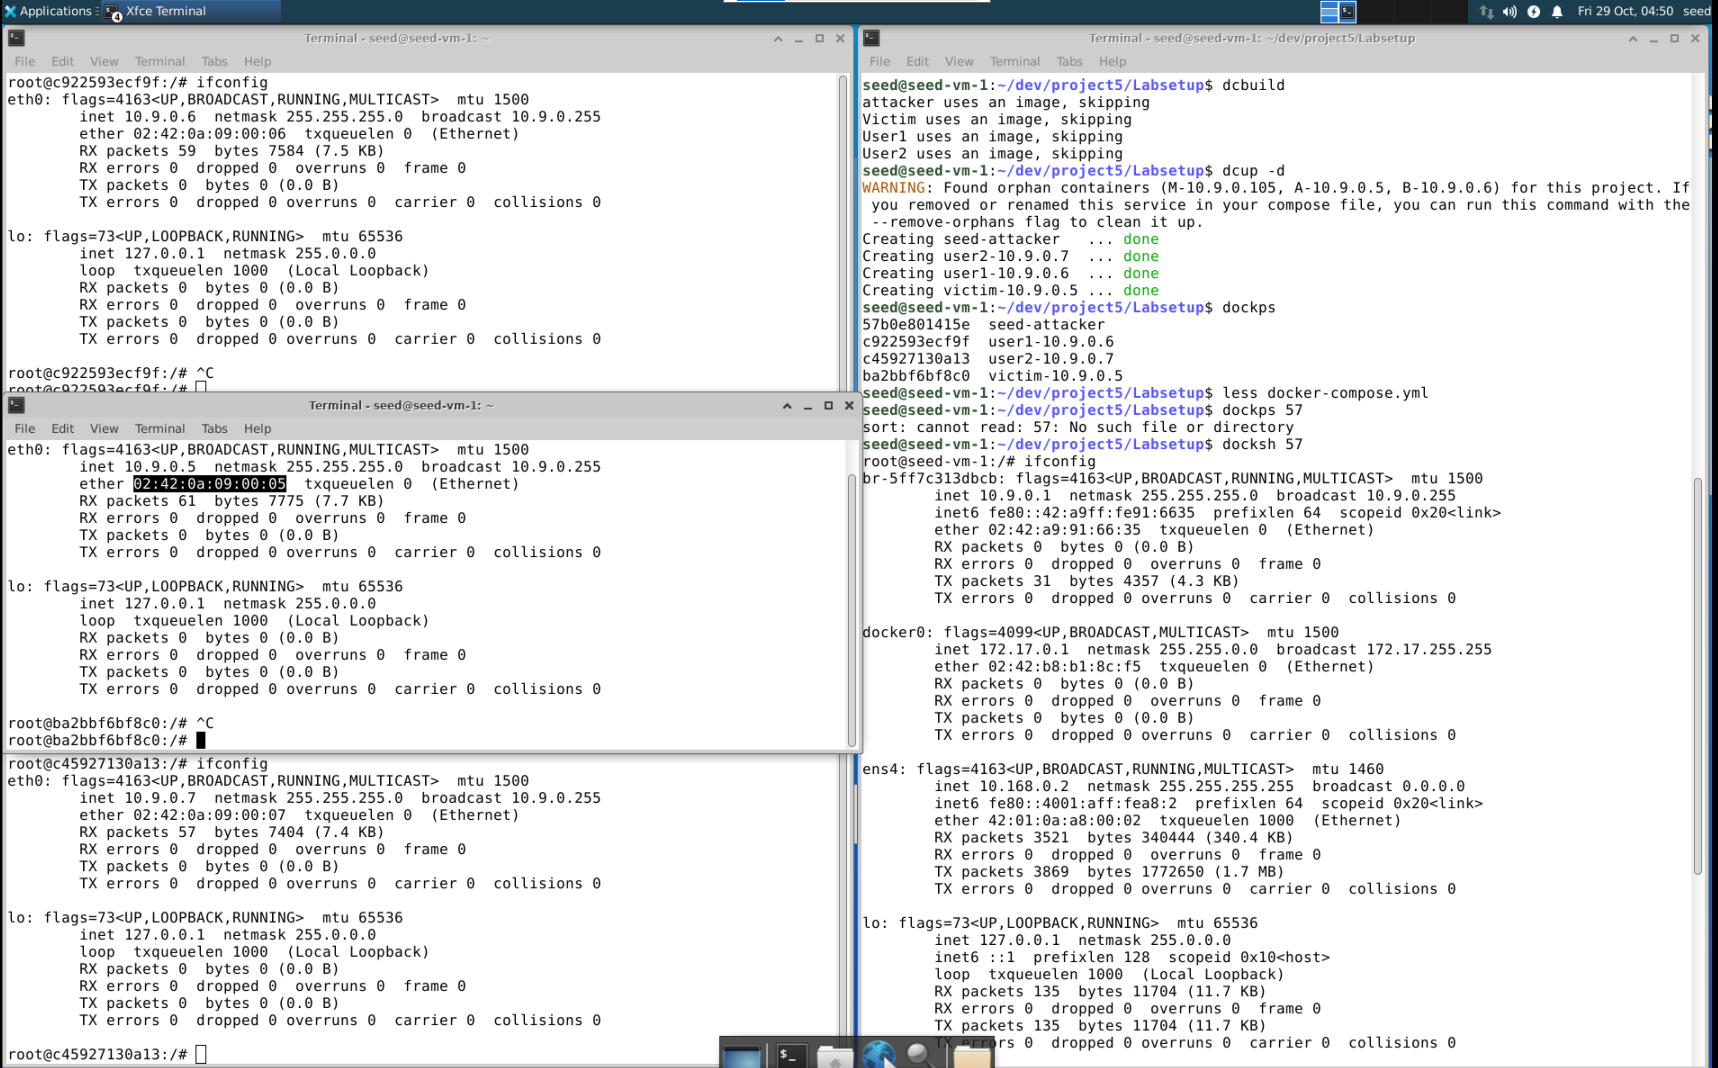 Applications
4
Xfce Terminal
Fri 29 Oct, 04:50
seed
Terminal - seed@seed-vm-1: ~
File Edit View Terminal Tabs Help
root@c922593ecf9f:/# ifconfig
eth0: flags=4163<UP,BROADCAST,RUNNING,MULTICAST>  mtu 1500
        inet 10.9.0.6  netmask 255.255.255.0  broadcast 10.9.0.255
        ether 02:42:0a:09:00:06  txqueuelen 0  (Ethernet)
        RX packets 59  bytes 7584 (7.5 KB)
        RX errors 0  dropped 0  overruns 0  frame 0
        TX packets 0  bytes 0 (0.0 B)
        TX errors 0  dropped 0 overruns 0  carrier 0  collisions 0
lo: flags=73<UP,LOOPBACK,RUNNING>  mtu 65536
        inet 127.0.0.1  netmask 255.0.0.0
        loop  txqueuelen 1000  (Local Loopback)
        RX packets 0  bytes 0 (0.0 B)
        RX errors 0  dropped 0  overruns 0  frame 0
        TX packets 0  bytes 0 (0.0 B)
        TX errors 0  dropped 0 overruns 0  carrier 0  collisions 0
root@c922593ecf9f:/# ^C
root@c922593ecf9f:/#
Terminal - seed@seed-vm-1: ~
File Edit View Terminal Tabs Help
eth0: flags=4163<UP,BROADCAST,RUNNING,MULTICAST>  mtu 1500
        inet 10.9.0.5  netmask 255.255.255.0  broadcast 10.9.0.255
        ether 02:42:0a:09:00:05  txqueuelen 0  (Ethernet)
        RX packets 61  bytes 7775 (7.7 KB)
        RX errors 0  dropped 0  overruns 0  frame 0
        TX packets 0  bytes 0 (0.0 B)
        TX errors 0  dropped 0 overruns 0  carrier 0  collisions 0
lo: flags=73<UP,LOOPBACK,RUNNING>  mtu 65536
        inet 127.0.0.1  netmask 255.0.0.0
        loop  txqueuelen 1000  (Local Loopback)
        RX packets 0  bytes 0 (0.0 B)
        RX errors 0  dropped 0  overruns 0  frame 0
        TX packets 0  bytes 0 (0.0 B)
        TX errors 0  dropped 0 overruns 0  carrier 0  collisions 0
root@ba2bbf6bf8c0:/# ^C
root@ba2bbf6bf8c0:/#
root@c45927130a13:/# ifconfig
eth0: flags=4163<UP,BROADCAST,RUNNING,MULTICAST>  mtu 1500
        inet 10.9.0.7  netmask 255.255.255.0  broadcast 10.9.0.255
        ether 02:42:0a:09:00:07  txqueuelen 0  (Ethernet)
        RX packets 57  bytes 7404 (7.4 KB)
        RX errors 0  dropped 0  overruns 0  frame 0
        TX packets 0  bytes 0 (0.0 B)
        TX errors 0  dropped 0 overruns 0  carrier 0  collisions 0
lo: flags=73<UP,LOOPBACK,RUNNING>  mtu 65536
        inet 127.0.0.1  netmask 255.0.0.0
        loop  txqueuelen 1000  (Local Loopback)
        RX packets 0  bytes 0 (0.0 B)
        RX errors 0  dropped 0  overruns 0  frame 0
        TX packets 0  bytes 0 (0.0 B)
        TX errors 0  dropped 0 overruns 0  carrier 0  collisions 0
root@c45927130a13:/#
Terminal - seed@seed-vm-1: ~/dev/project5/Labsetup
File Edit View Terminal Tabs Help
seed@seed-vm-1:~/dev/project5/Labsetup$ dcbuild
attacker uses an image, skipping
Victim uses an image, skipping
User1 uses an image, skipping
User2 uses an image, skipping
seed@seed-vm-1:~/dev/project5/Labsetup$ dcup -d
WARNING: Found orphan containers (M-10.9.0.105, A-10.9.0.5, B-10.9.0.6) for this project. If
 you removed or renamed this service in your compose file, you can run this command with the
 --remove-orphans flag to clean it up.
Creating seed-attacker   ... done
Creating user2-10.9.0.7  ... done
Creating user1-10.9.0.6  ... done
Creating victim-10.9.0.5 ... done
seed@seed-vm-1:~/dev/project5/Labsetup$ dockps
57b0e801415e  seed-attacker
c922593ecf9f  user1-10.9.0.6
c45927130a13  user2-10.9.0.7
ba2bbf6bf8c0  victim-10.9.0.5
seed@seed-vm-1:~/dev/project5/Labsetup$ less docker-compose.yml
seed@seed-vm-1:~/dev/project5/Labsetup$ dockps 57
sort: cannot read: 57: No such file or directory
seed@seed-vm-1:~/dev/project5/Labsetup$ docksh 57
root@seed-vm-1:/# ifconfig
br-5ff7c313dbcb: flags=4163<UP,BROADCAST,RUNNING,MULTICAST>  mtu 1500
        inet 10.9.0.1  netmask 255.255.255.0  broadcast 10.9.0.255
        inet6 fe80::42:a9ff:fe91:6635  prefixlen 64  scopeid 0x20<link>
        ether 02:42:a9:91:66:35  txqueuelen 0  (Ethernet)
        RX packets 0  bytes 0 (0.0 B)
        RX errors 0  dropped 0  overruns 0  frame 0
        TX packets 31  bytes 4357 (4.3 KB)
        TX errors 0  dropped 0 overruns 0  carrier 0  collisions 0
docker0: flags=4099<UP,BROADCAST,MULTICAST>  mtu 1500
        inet 172.17.0.1  netmask 255.255.0.0  broadcast 172.17.255.255
        ether 02:42:b8:b1:8c:f5  txqueuelen 0  (Ethernet)
        RX packets 0  bytes 0 (0.0 B)
        RX errors 0  dropped 0  overruns 0  frame 0
        TX packets 0  bytes 0 (0.0 B)
        TX errors 0  dropped 0 overruns 0  carrier 0  collisions 0
ens4: flags=4163<UP,BROADCAST,RUNNING,MULTICAST>  mtu 1460
        inet 10.168.0.2  netmask 255.255.255.255  broadcast 0.0.0.0
        inet6 fe80::4001:aff:fea8:2  prefixlen 64  scopeid 0x20<link>
        ether 42:01:0a:a8:00:02  txqueuelen 1000  (Ethernet)
        RX packets 3521  bytes 340444 (340.4 KB)
        RX errors 0  dropped 0  overruns 0  frame 0
        TX packets 3869  bytes 1772650 (1.7 MB)
        TX errors 0  dropped 0 overruns 0  carrier 0  collisions 0
lo: flags=73<UP,LOOPBACK,RUNNING>  mtu 65536
        inet 127.0.0.1  netmask 255.0.0.0
        inet6 ::1  prefixlen 128  scopeid 0x10<host>
        loop  txqueuelen 1000  (Local Loopback)
        RX packets 135  bytes 11704 (11.7 KB)
        RX errors 0  dropped 0  overruns 0  frame 0
        TX packets 135  bytes 11704 (11.7 KB)
        TX errors 0  dropped 0 overruns 0  carrier 0  collisions 0